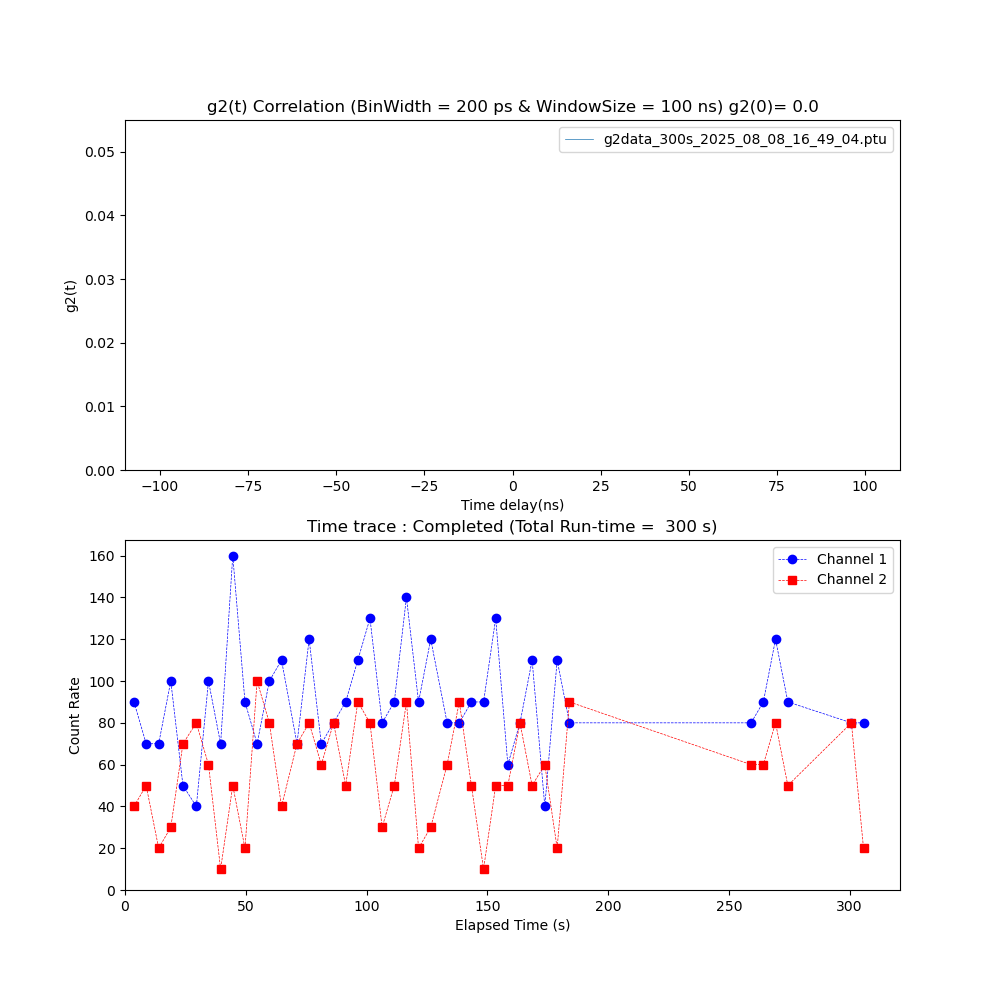 g2(t) Correlation (BinWidth = 200 ps & WindowSize = 100 ns) g2(0)= 0.0
g2data_300s_2025_08_08_16_49_04.ptu
0.05
0.04
0.03
0.02
0.01
0.00
g2(t)
−100 −75 −50 −25 0 25 50 75 100
Time delay(ns)
Time trace : Completed (Total Run-time =  300 s)
Channel 1
Channel 2
160
140
120
100
80
60
40
20
0
Count Rate
0 50 100 150 200 250 300
Elapsed Time (s)